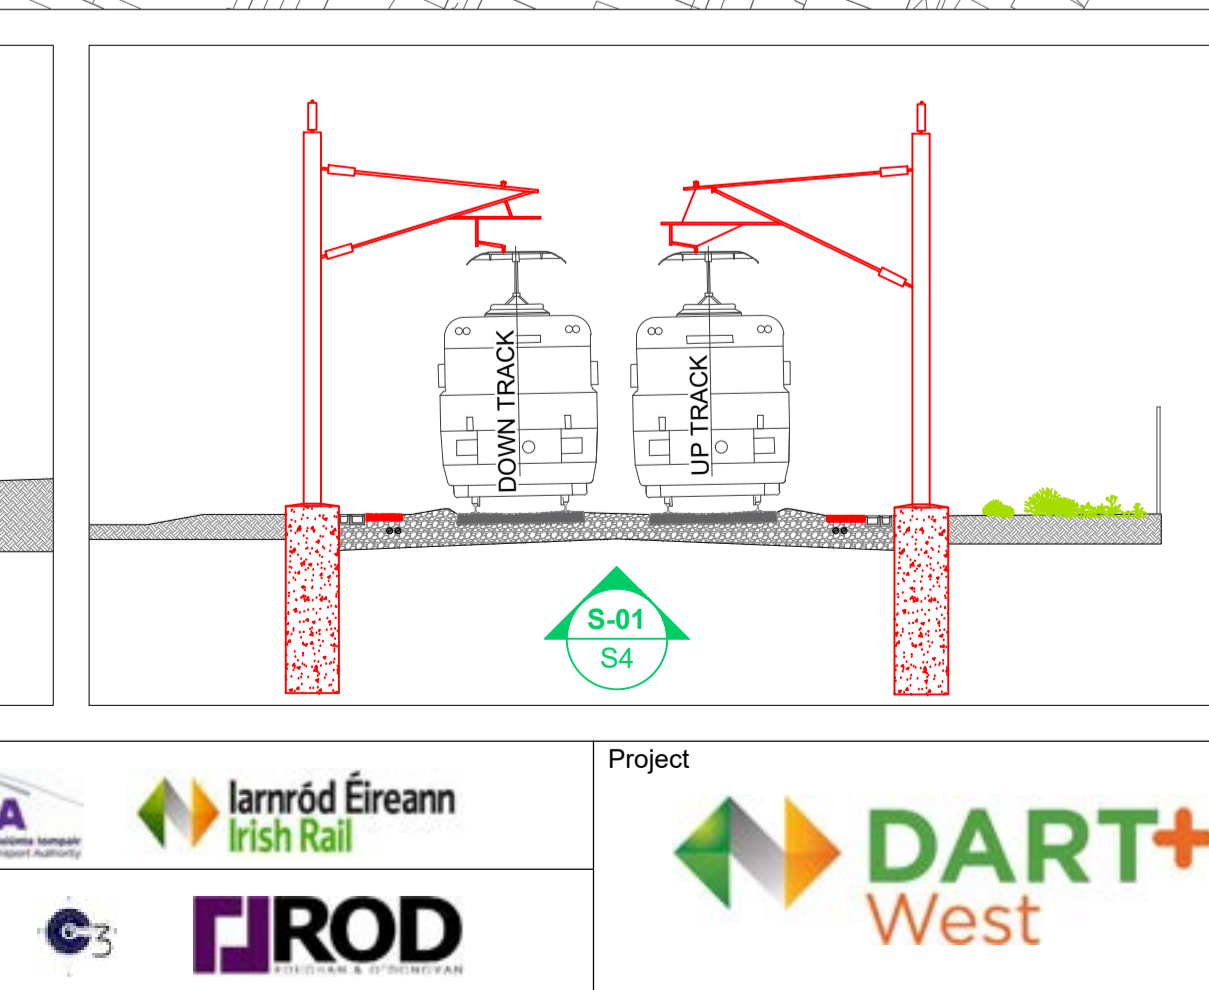 DOWN TRACK
UP TRACK
S-01
S4
Project
Iarnród Éireann
Irish Rail
DART+
West
ROD